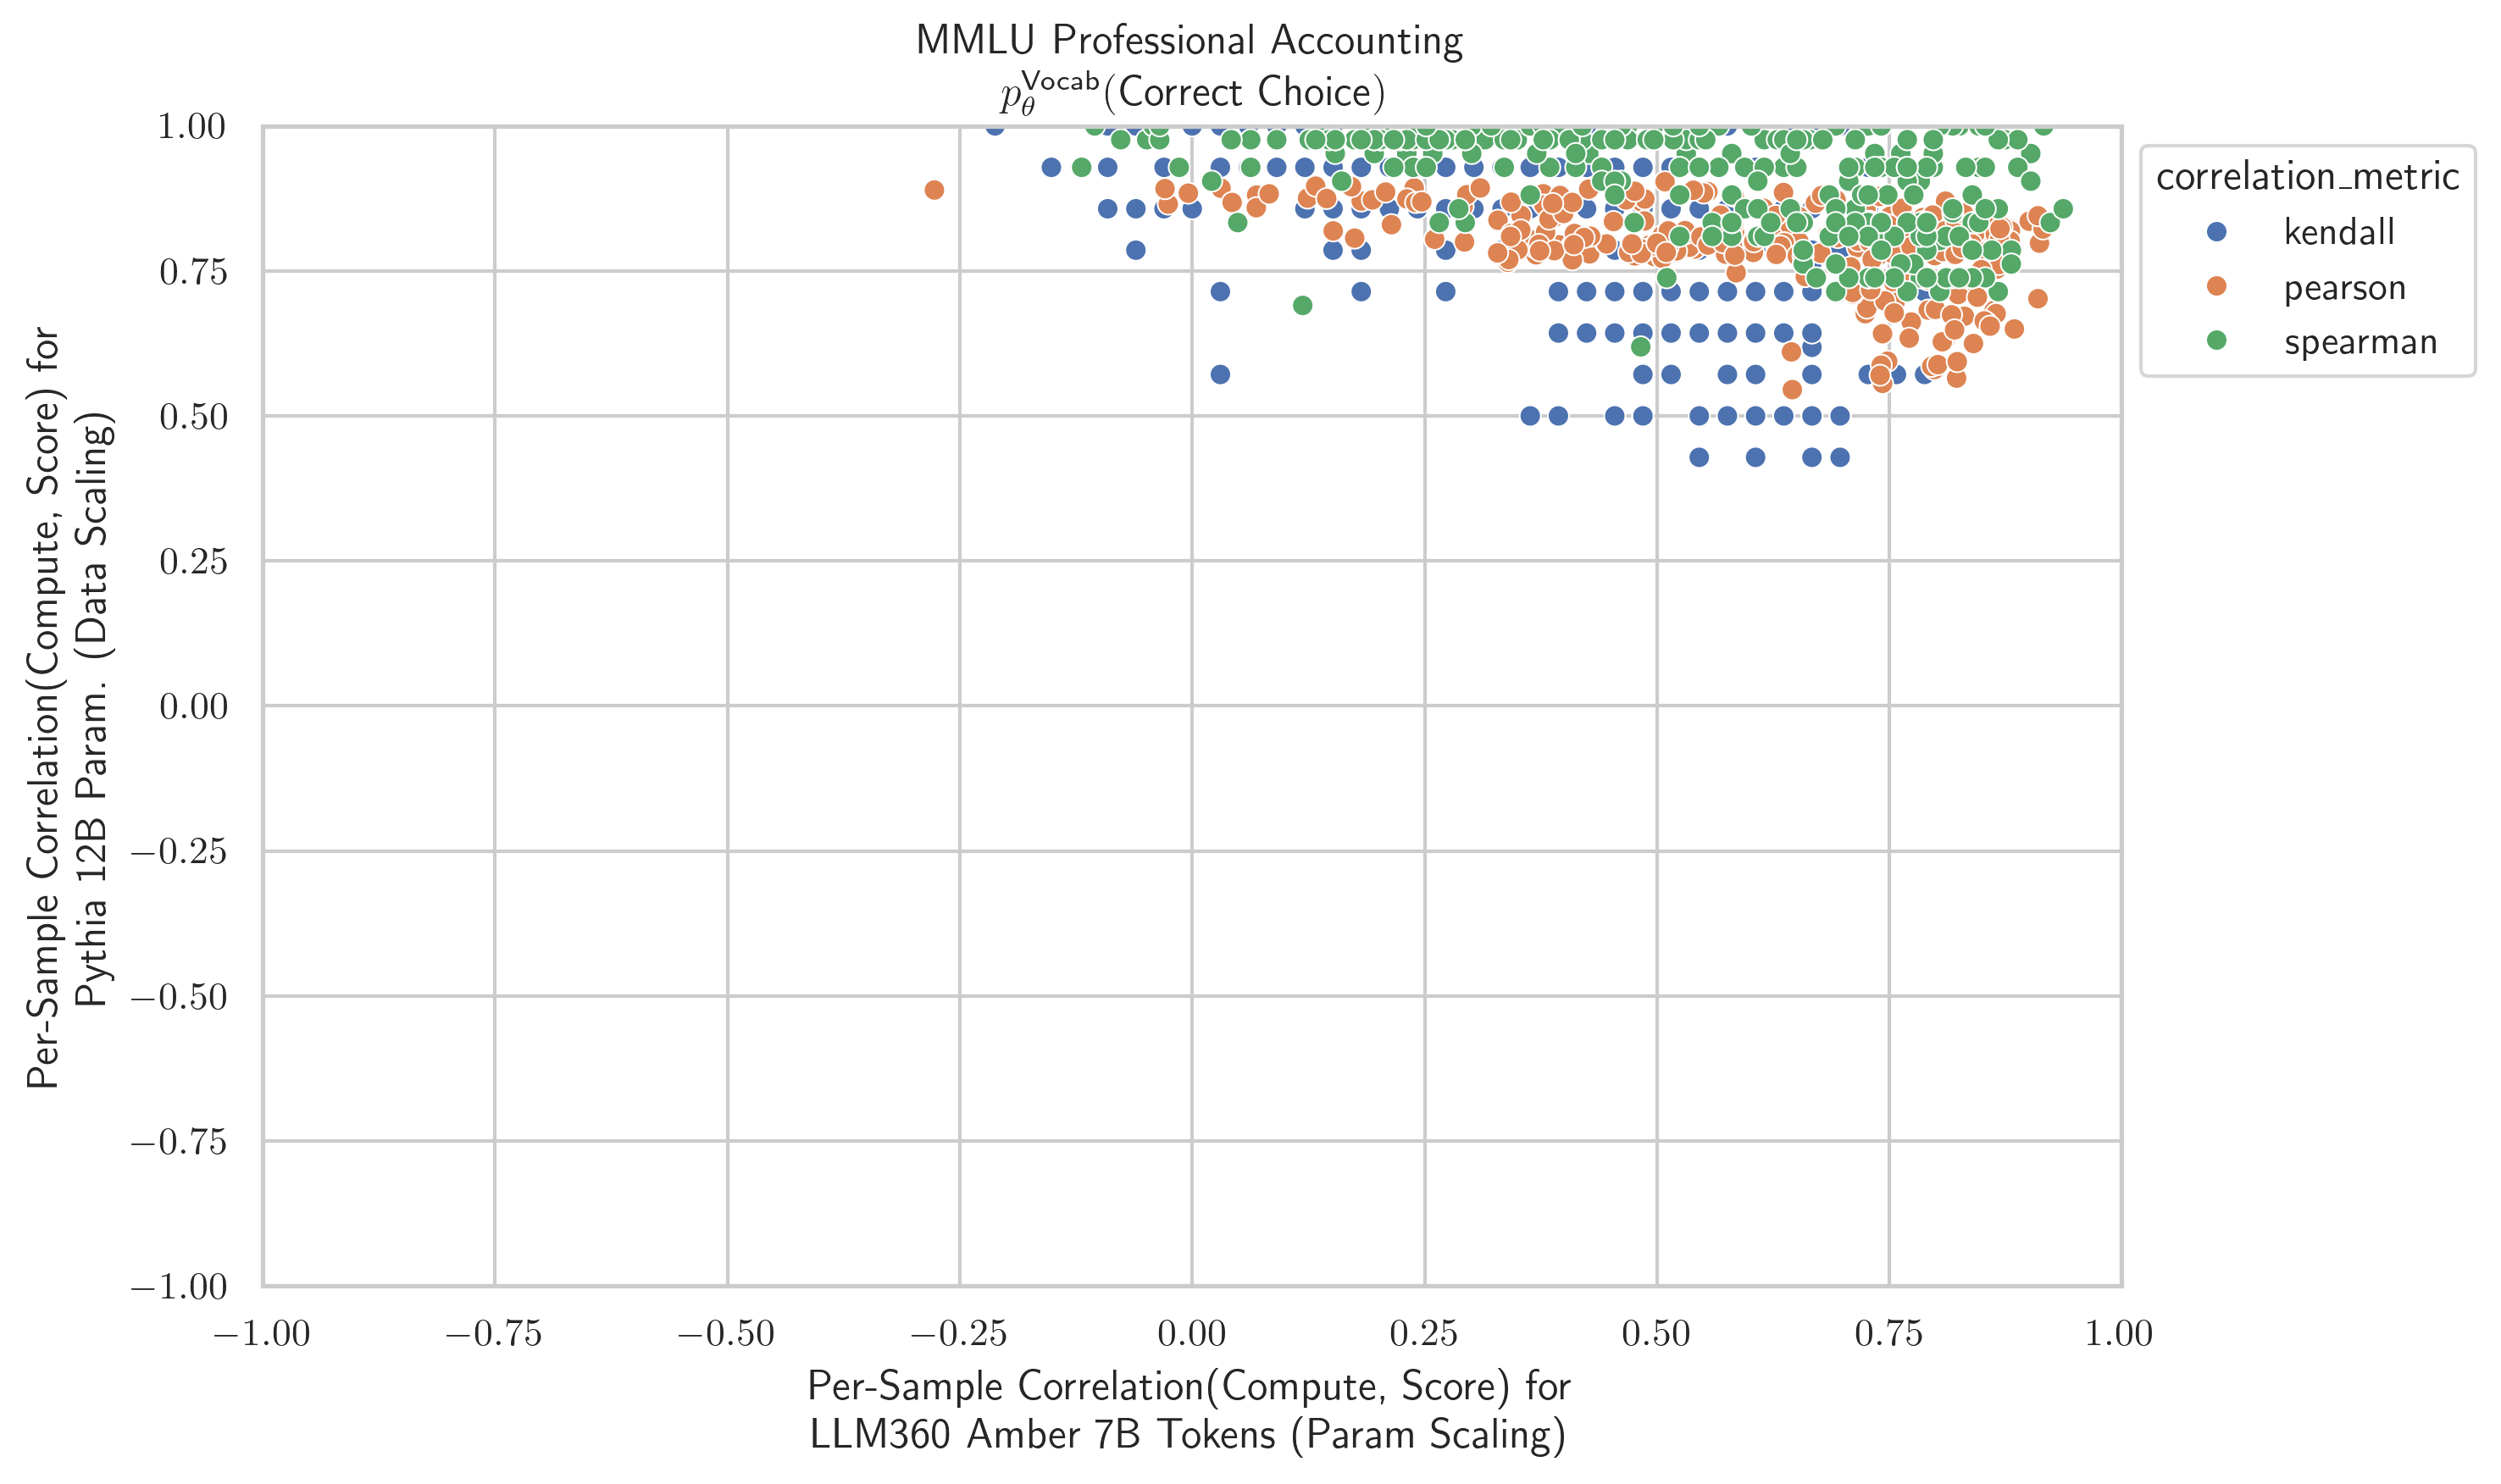 MMLU Professional Accounting
p_θ^Vocab(Correct Choice)
1.00
0.75
0.50
0.25
0.00
−0.25
−0.50
−0.75
−1.00
Per-Sample Correlation(Compute, Score) for
Pythia 12B Param. (Data Scaling)
−1.00 −0.75 −0.50 −0.25 0.00 0.25 0.50 0.75 1.00
Per-Sample Correlation(Compute, Score) for
LLM360 Amber 7B Tokens (Param Scaling)
correlation_metric
kendall
pearson
spearman